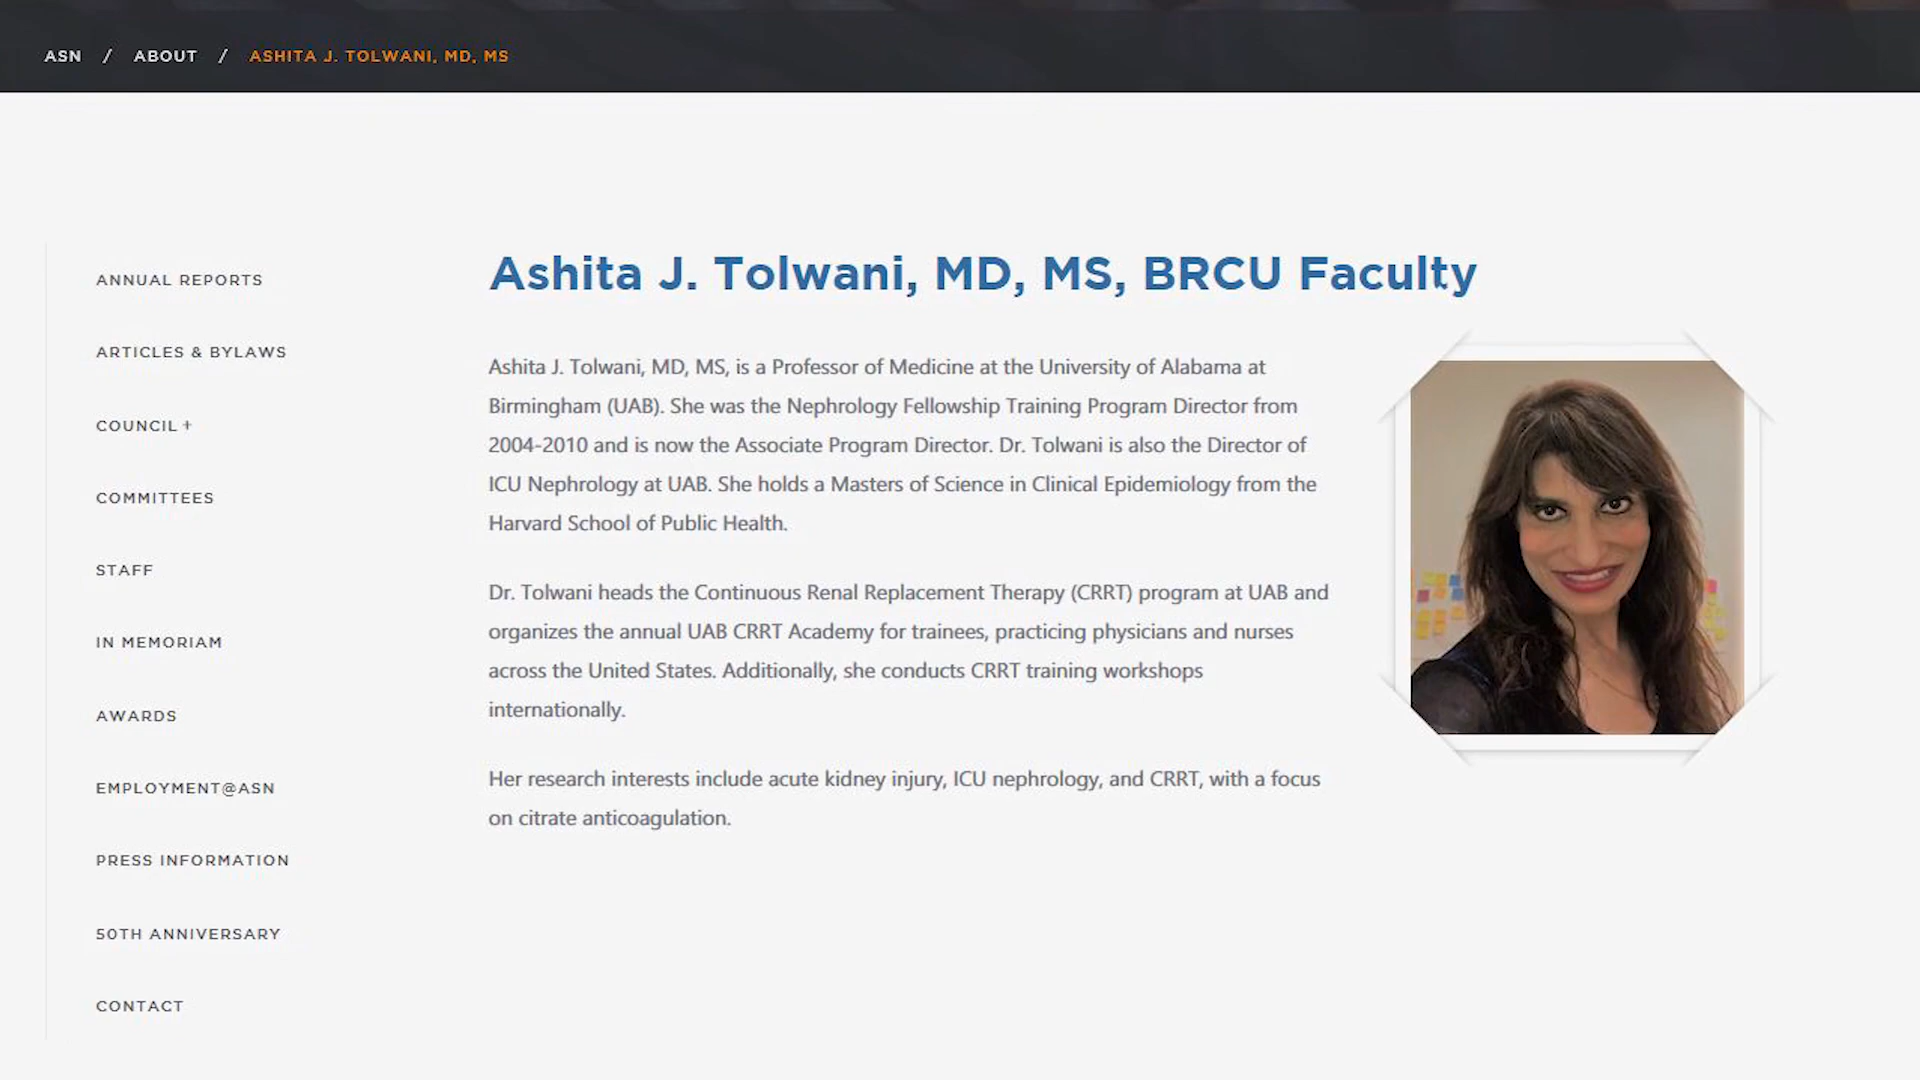 ASN / ABOUT / ASHITA J. TOLWANI, MD, MS
ANNUAL REPORTS
ARTICLES & BYLAWS
COUNCIL +
COMMITTEES
STAFF
IN MEMORIAM
AWARDS
EMPLOYMENT@ASN
PRESS INFORMATION
50TH ANNIVERSARY
CONTACT
Ashita J. Tolwani, MD, MS, BRCU Faculty
Ashita J. Tolwani, MD, MS, is a Professor of Medicine at the University of Alabama at
Birmingham (UAB). She was the Nephrology Fellowship Training Program Director from
2004-2010 and is now the Associate Program Director. Dr. Tolwani is also the Director of
ICU Nephrology at UAB. She holds a Masters of Science in Clinical Epidemiology from the
Harvard School of Public Health.
Dr. Tolwani heads the Continuous Renal Replacement Therapy (CRRT) program at UAB and
organizes the annual UAB CRRT Academy for trainees, practicing physicians and nurses
across the United States. Additionally, she conducts CRRT training workshops
internationally.
Her research interests include acute kidney injury, ICU nephrology, and CRRT, with a focus
on citrate anticoagulation.